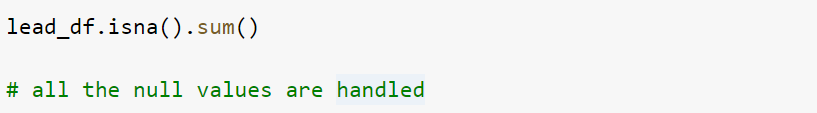 lead_df.isna().sum()
# all the null values are handled